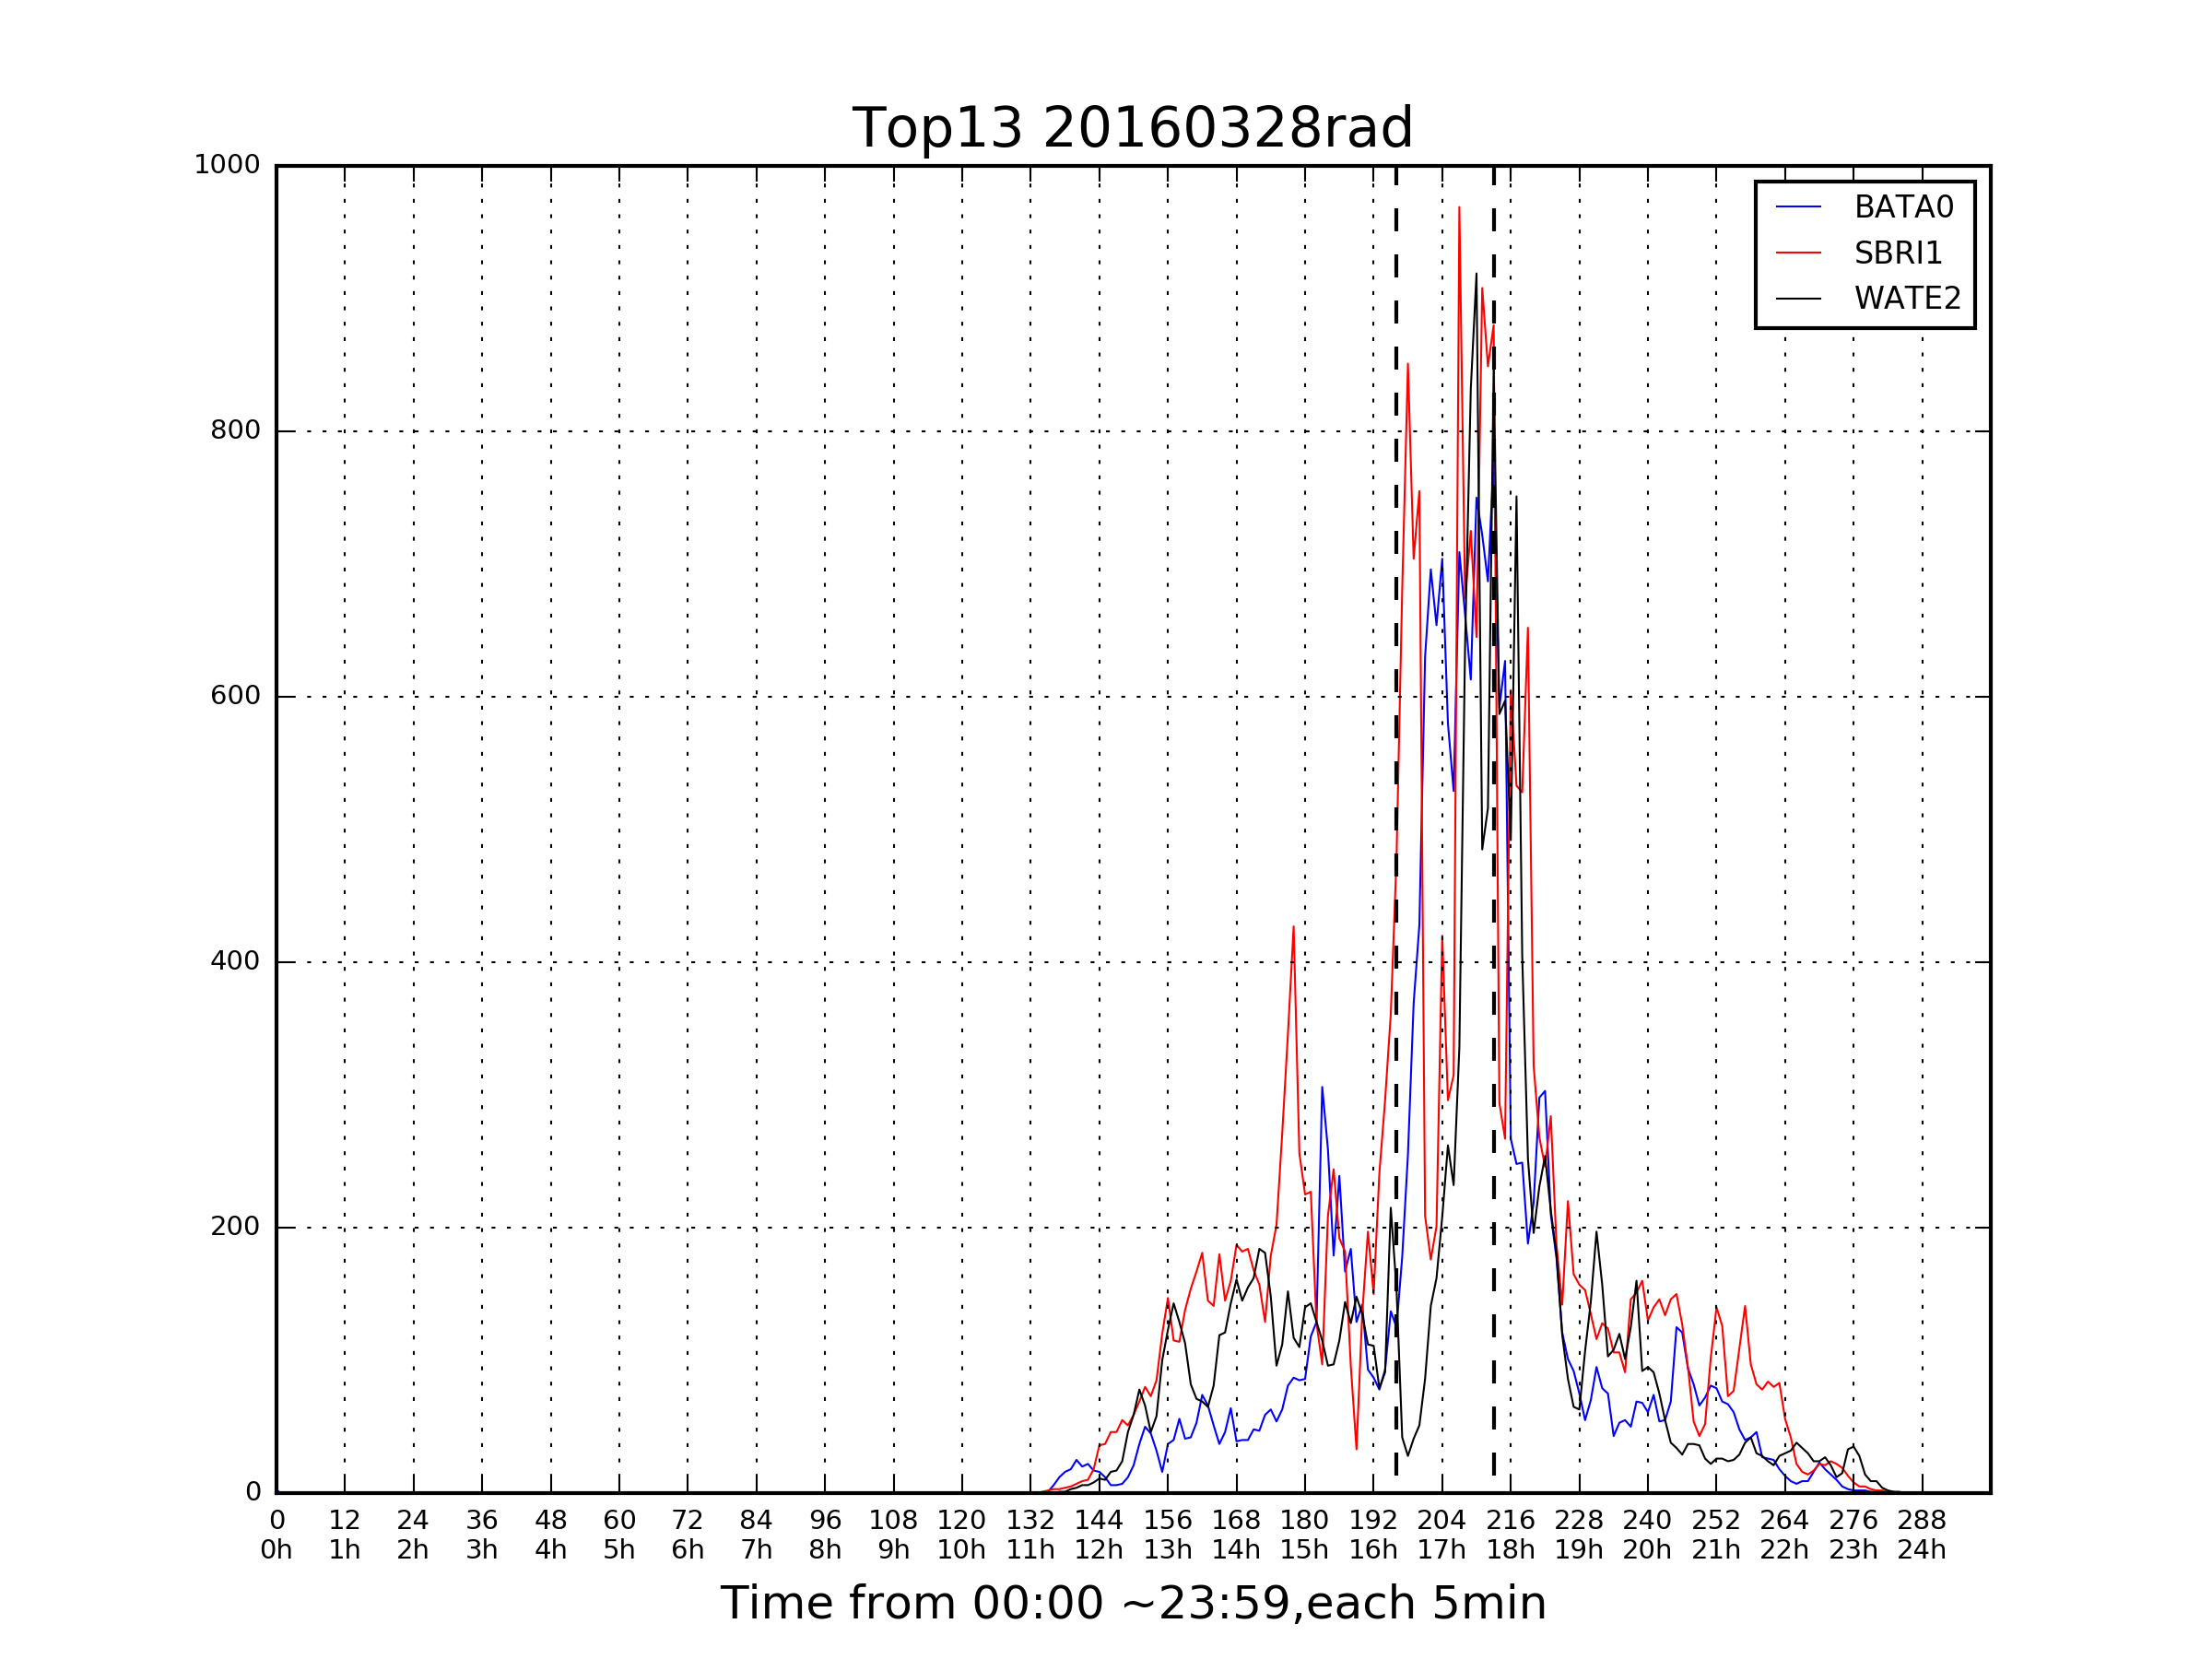 Top13 20160328rad
1000
800
600
400
200
0
BATA0
SBRI1
WATE2
0 12 24 36 48 60 72 84 96 108 120 132 144 156 168 180 192 204 216 228 240 252 264 276 288
0h 1h 2h 3h 4h 5h 6h 7h 8h 9h 10h 11h 12h 13h 14h 15h 16h 17h 18h 19h 20h 21h 22h 23h 24h
Time from 00:00 ~23:59,each 5min